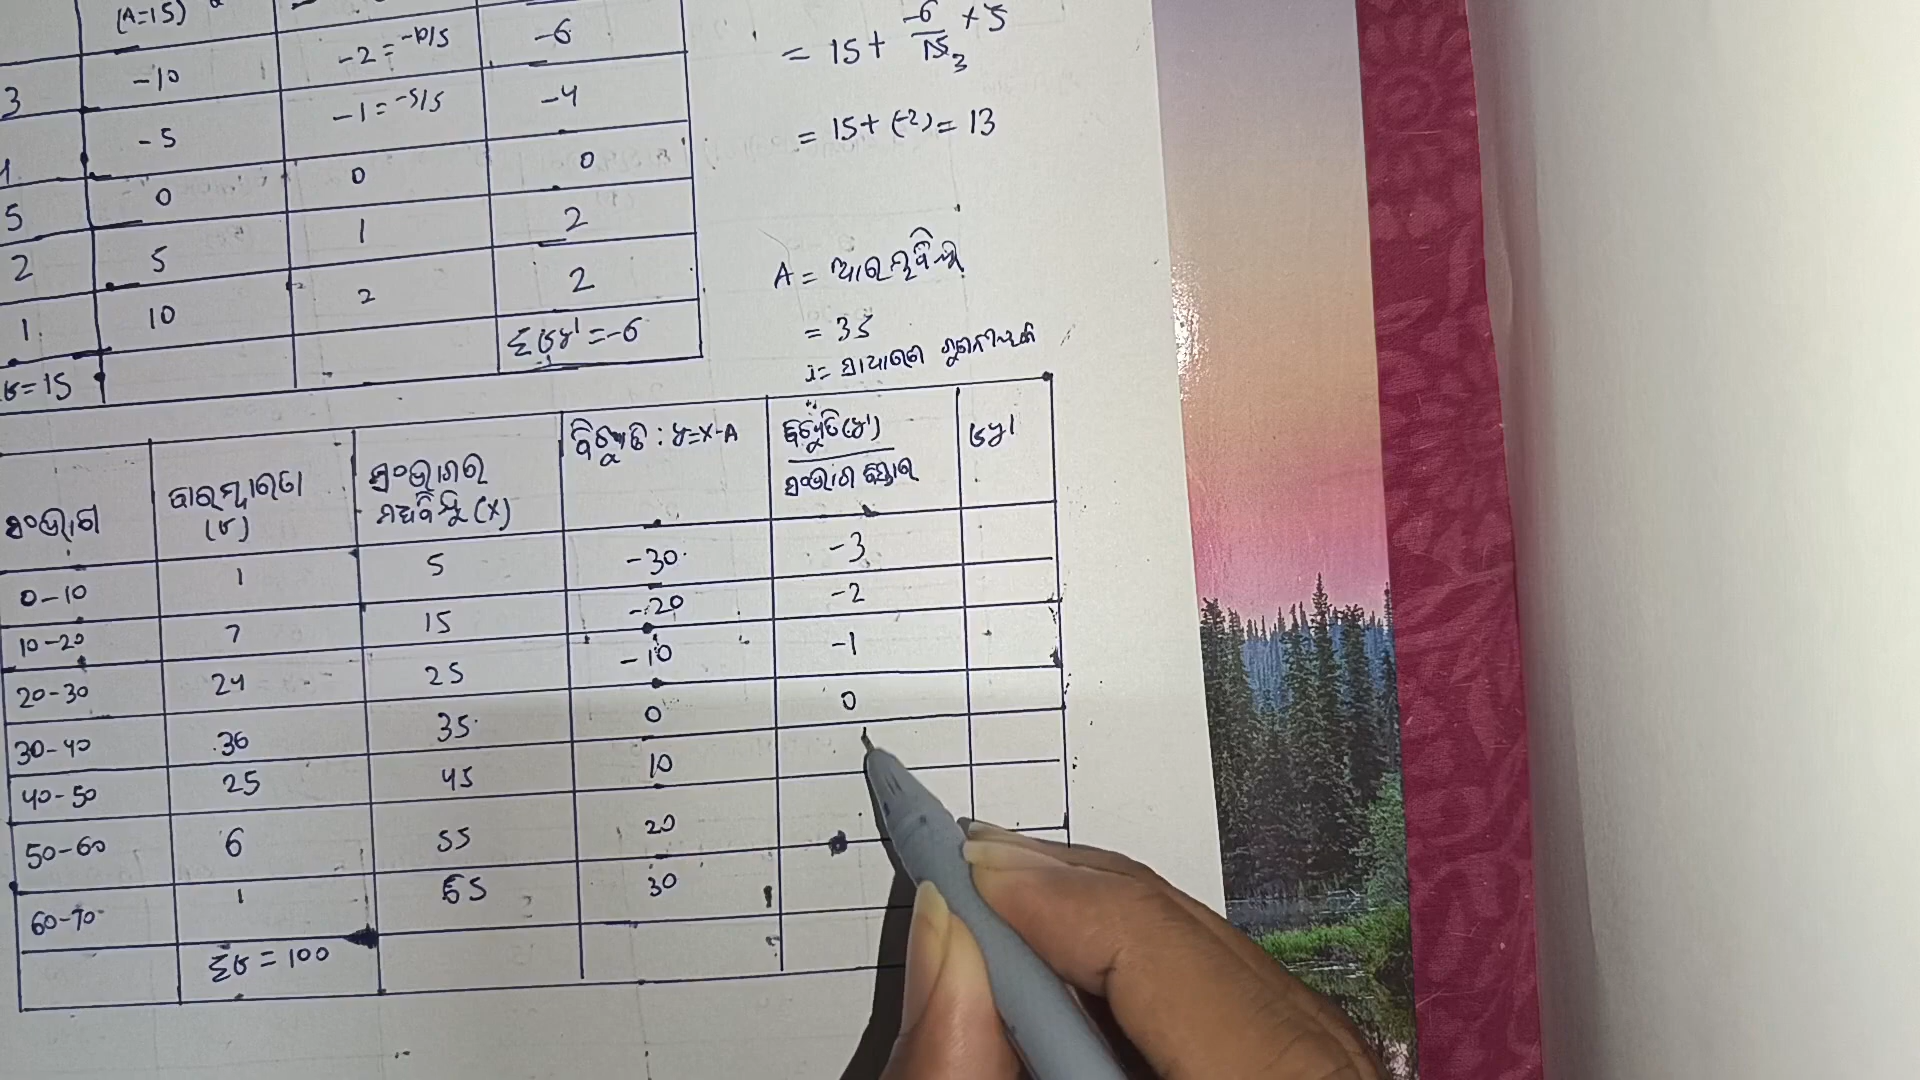 (A=15)
3 -10 -2 = -10/5 -6
-5 -1 = -5/5 -4
5 0 0 0
2 5 1 2
1 10 2 2
ଃ=15 Σଃy' = -6
= 15 + -6/15 3 × 5
= 15 + (-2) = 13
A = ଆରମ୍ଭବିନ୍ଦୁ
= 35
i = ସାଧାରଣ ଗୁଣନୀୟକ
ସଂଭାଗ ବାରମ୍ବାରତା (ଃ) ସଂଭାଗର ମଧ୍ୟବିନ୍ଦୁ (X) ବିଚ୍ୟୁତି : y=X-A ବିଚ୍ୟୁତି (y') ସଂଭାଗ ବିସ୍ତାର ଃy'
0-10 1 5 -30 -3
10-20 7 15 -20 -2
20-30 24 25 -10 -1
30-40 36 35 0 0
40-50 25 45 10
50-60 6 55 20
60-70 1 65 30
Σଃ = 100